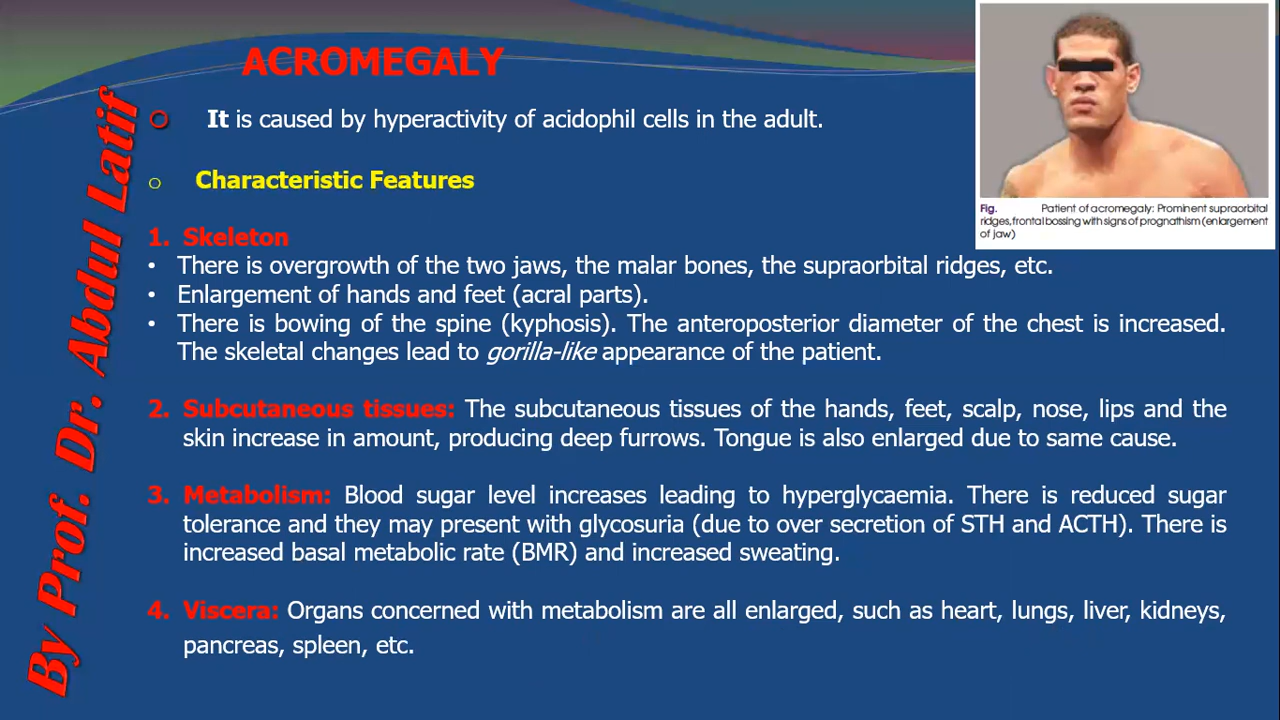 ACROMEGALY
It is caused by hyperactivity of acidophil cells in the adult.
Characteristic Features
1. Skeleton
• There is overgrowth of the two jaws, the malar bones, the supraorbital ridges, etc.
• Enlargement of hands and feet (acral parts).
• There is bowing of the spine (kyphosis). The anteroposterior diameter of the chest is increased.
The skeletal changes lead to gorilla-like appearance of the patient.
2. Subcutaneous tissues: The subcutaneous tissues of the hands, feet, scalp, nose, lips and the
skin increase in amount, producing deep furrows. Tongue is also enlarged due to same cause.
3. Metabolism: Blood sugar level increases leading to hyperglycaemia. There is reduced sugar
tolerance and they may present with glycosuria (due to over secretion of STH and ACTH). There is
increased basal metabolic rate (BMR) and increased sweating.
4. Viscera: Organs concerned with metabolism are all enlarged, such as heart, lungs, liver, kidneys,
pancreas, spleen, etc.
Fig. Patient of acromegaly: Prominent supraorbital
ridges, frontal bossing with signs of prognathism (enlargement
of jaw)
By Prof. Dr. Abdul Latif